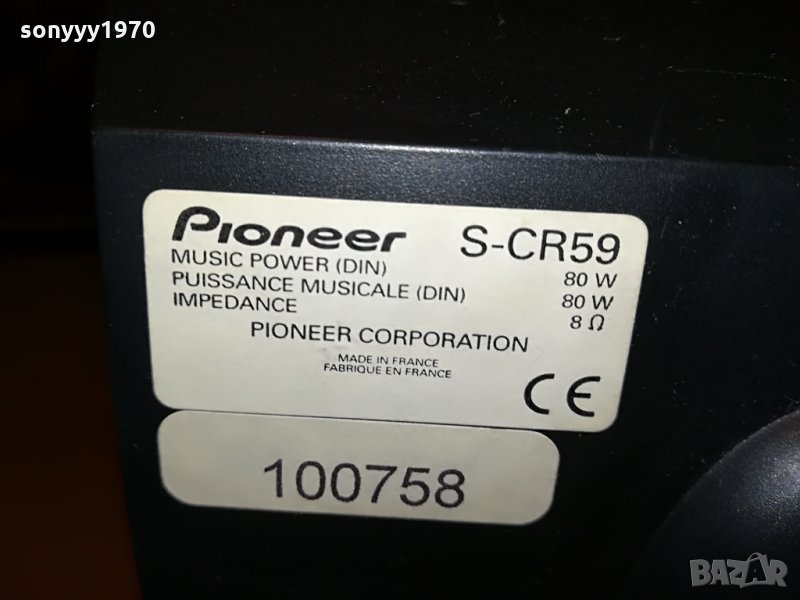 sonyyy1970
Pioneer S-CR59
MUSIC POWER (DIN) 80 W
PUISSANCE MUSICALE (DIN) 80 W
IMPEDANCE 8 Ω
PIONEER CORPORATION
MADE IN FRANCE
FABRIQUE EN FRANCE
CE
100758
BAZAR